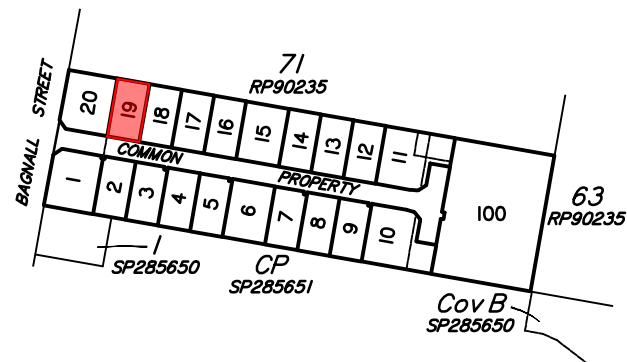 71
RP90235
BAGNALL STREET
20
19
18
17
16
15
14
13
12
11
COMMON PROPERTY
1
2
3
4
5
6
7
8
9
10
100
63
RP90235
1
SP285650
CP
SP285651
Cov B
SP285650